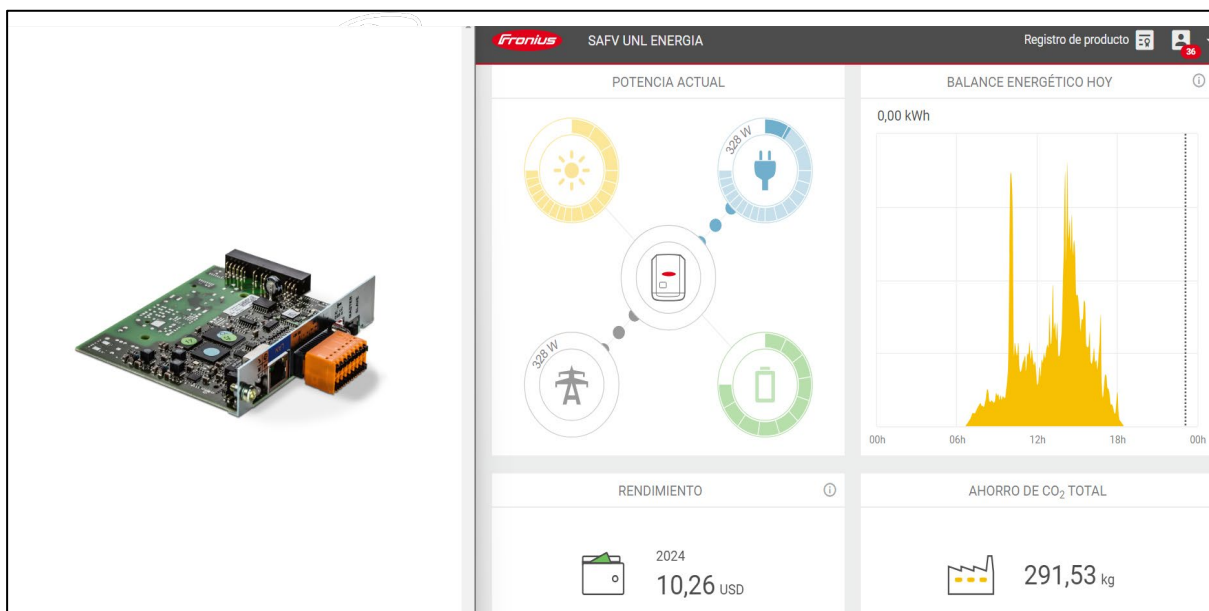 Fronius
SAFV UNL ENERGIA
Registro de producto
36
POTENCIA ACTUAL
328 W
328 W
BALANCE ENERGÉTICO HOY
0,00 kWh
00h 06h 12h 18h 00h
RENDIMIENTO
2024
10,26 USD
AHORRO DE CO₂ TOTAL
291,53 kg